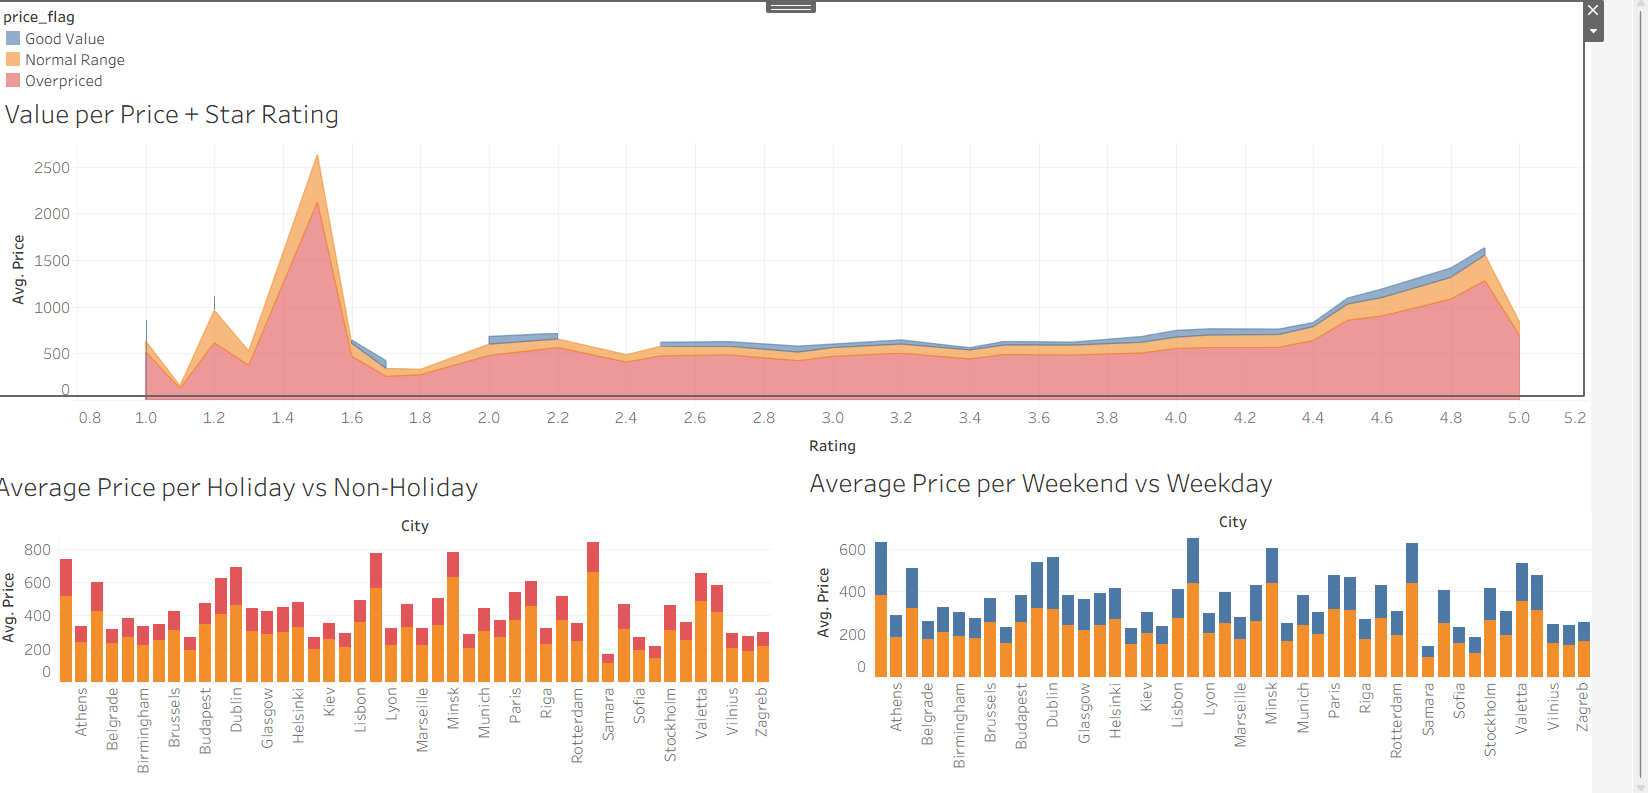 price_flag
Good Value
Normal Range
Overpriced
Value per Price + Star Rating
Avg. Price
2500
2000
1500
1000
500
0
0.8 1.0 1.2 1.4 1.6 1.8 2.0 2.2 2.4 2.6 2.8 3.0 3.2 3.4 3.6 3.8 4.0 4.2 4.4 4.6 4.8 5.0 5.2
Rating
Average Price per Holiday vs Non-Holiday
City
Avg. Price
800
600
400
200
0
Athens
Belgrade
Birmingham
Brussels
Budapest
Dublin
Glasgow
Helsinki
Kiev
Lisbon
Lyon
Marseille
Minsk
Munich
Paris
Riga
Rotterdam
Samara
Sofia
Stockholm
Valetta
Vilnius
Zagreb
Average Price per Weekend vs Weekday
City
Avg. Price
600
400
200
0
Athens
Belgrade
Birmingham
Brussels
Budapest
Dublin
Glasgow
Helsinki
Kiev
Lisbon
Lyon
Marseille
Minsk
Munich
Paris
Riga
Rotterdam
Samara
Sofia
Stockholm
Valetta
Vilnius
Zagreb